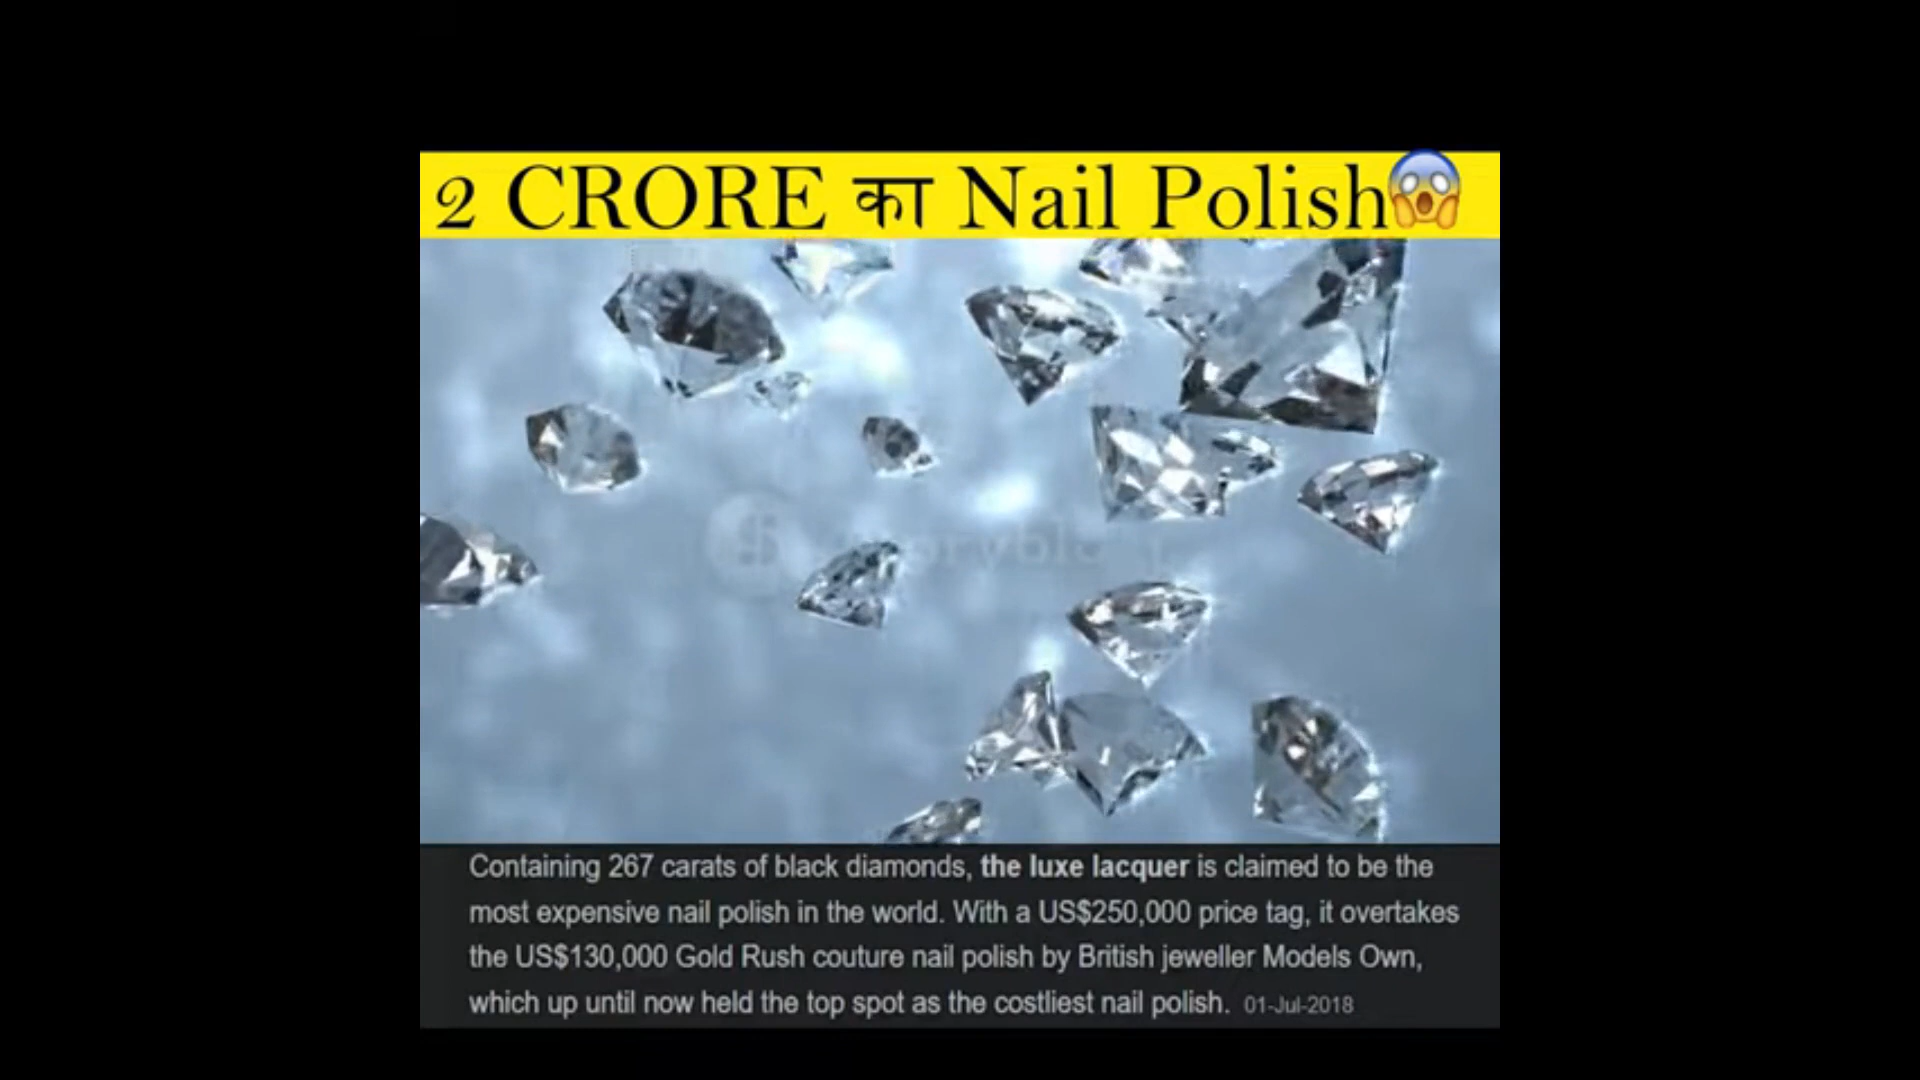 2 CRORE का Nail Polish😱
Containing 267 carats of black diamonds, the luxe lacquer is claimed to be the
most expensive nail polish in the world. With a US$250,000 price tag, it overtakes
the US$130,000 Gold Rush couture nail polish by British jeweller Models Own,
which up until now held the top spot as the costliest nail polish. 01-Jul-2018